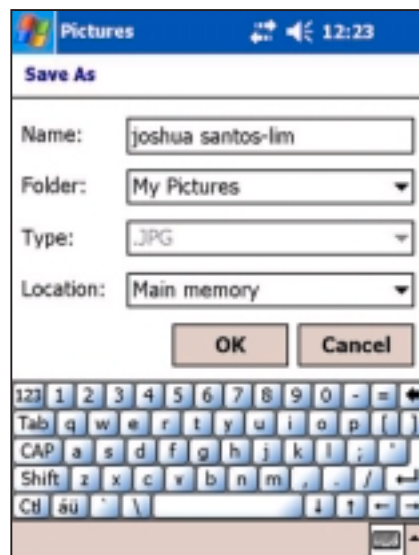 Pictures 12:23
Save As
Name: joshua santos-lim
Folder: My Pictures
Type: .JPG
Location: Main memory
OK Cancel
123 1 2 3 4 5 6 7 8 9 0 - =
Tab q w e r t y u i o p [ ]
CAP a s d f g h j k l ; '
Shift z x c v b n m , . /
Ctl áü ` \